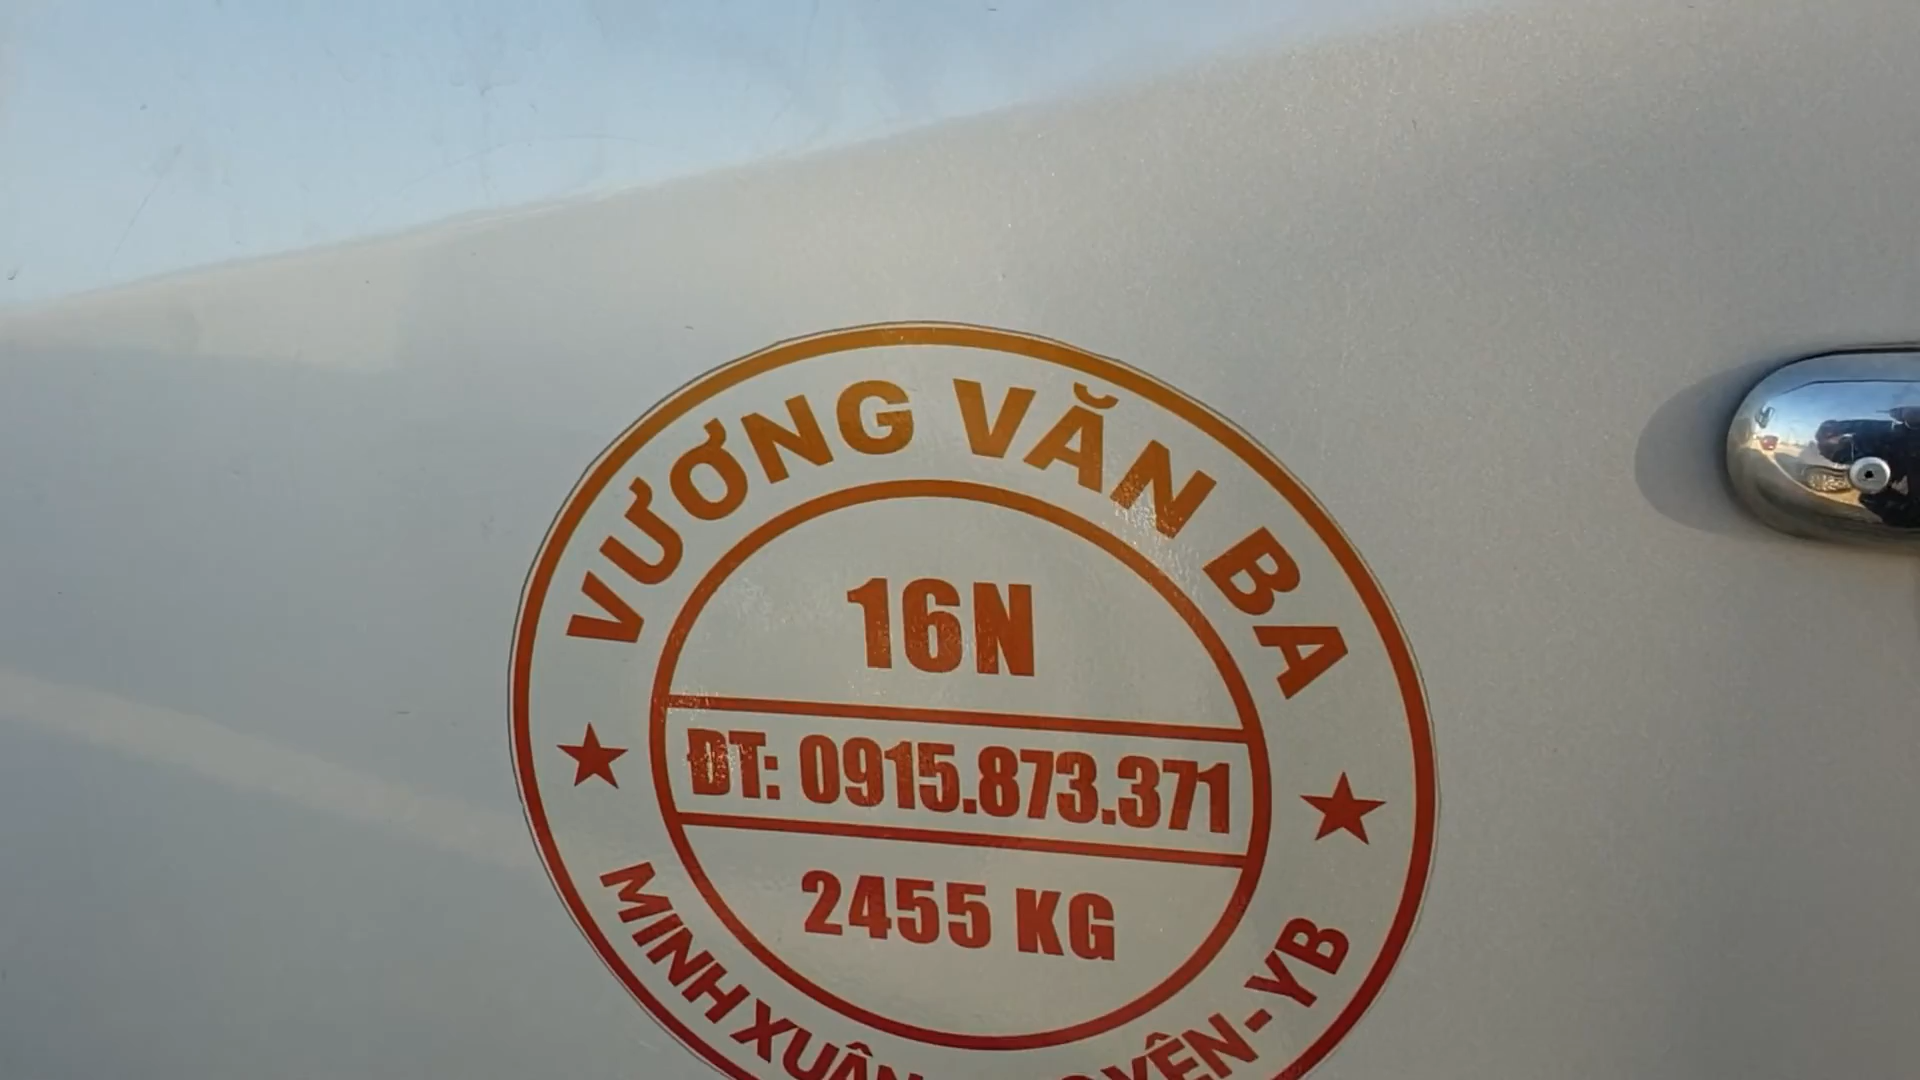 VƯƠNG VĂN BA
16N
ĐT: 0915.873.371
2455 KG
MINH XUÂN
YÊN-YB